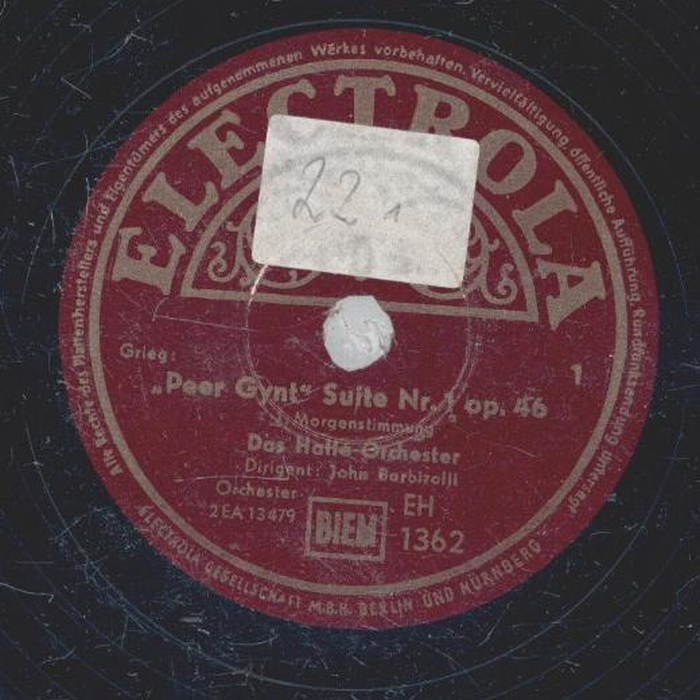 Alle Rechte des Plattenherstellers und Eigentümers des aufgenommenen Werkes vorbehalten. Vervielfältigung, öffentliche Aufführung, Rundfunksendung untersagt
ELECTROLA
22.
Grieg:
1
„Peer Gynt“ Suite Nr. 1 op. 46
1. Morgenstimmung
Das Hallé-Orchester
Dirigent: John Barbirolli
Orchester
2EA 13479
BIEM
EH
1362
ELECTROLA GESELLSCHAFT M.B.H. BERLIN UND NÜRNBERG